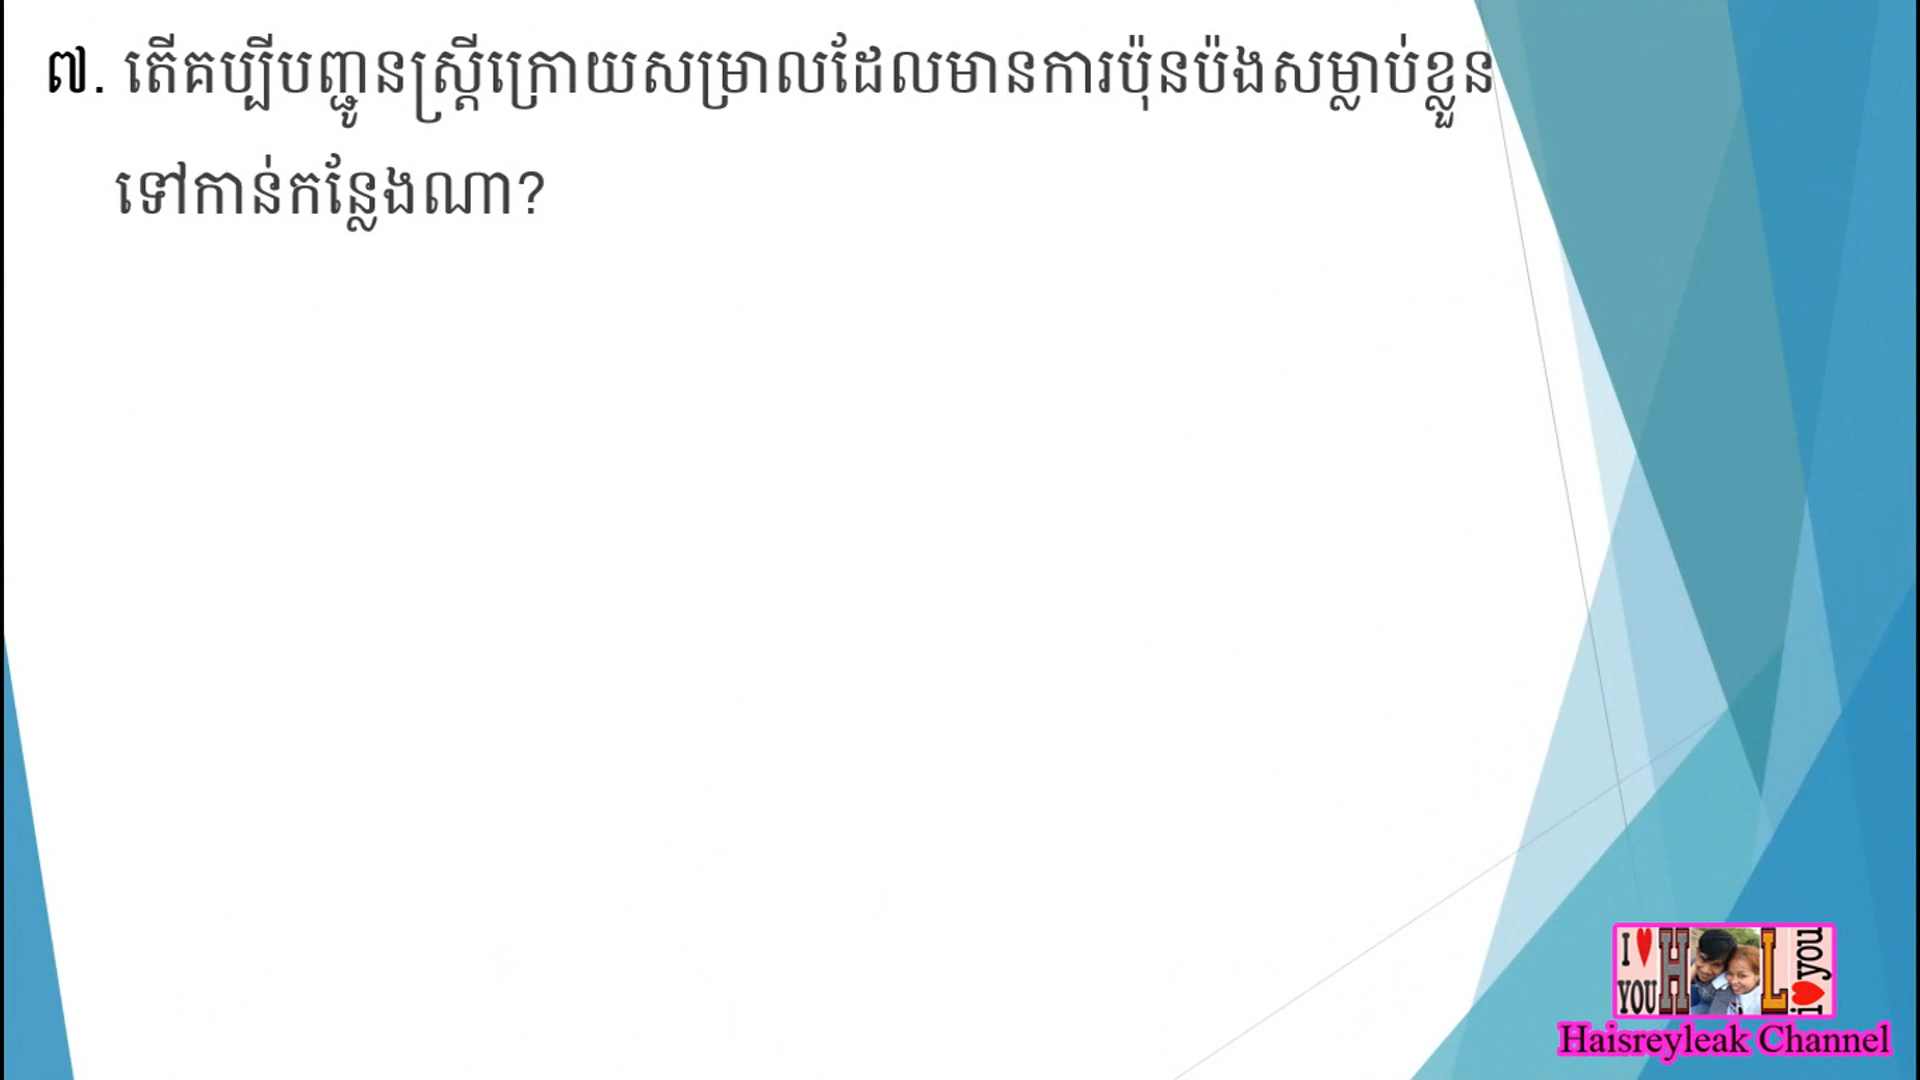 ៧. តើគប្បីបញ្ជូនស្ត្រីក្រោយសម្រាលដែលមានការប៉ុនប៉ងសម្លាប់ខ្លួន
ទៅកាន់កន្លែងណា?
I ♥ YOU H L i ♥ you
Haisreyleak Channel